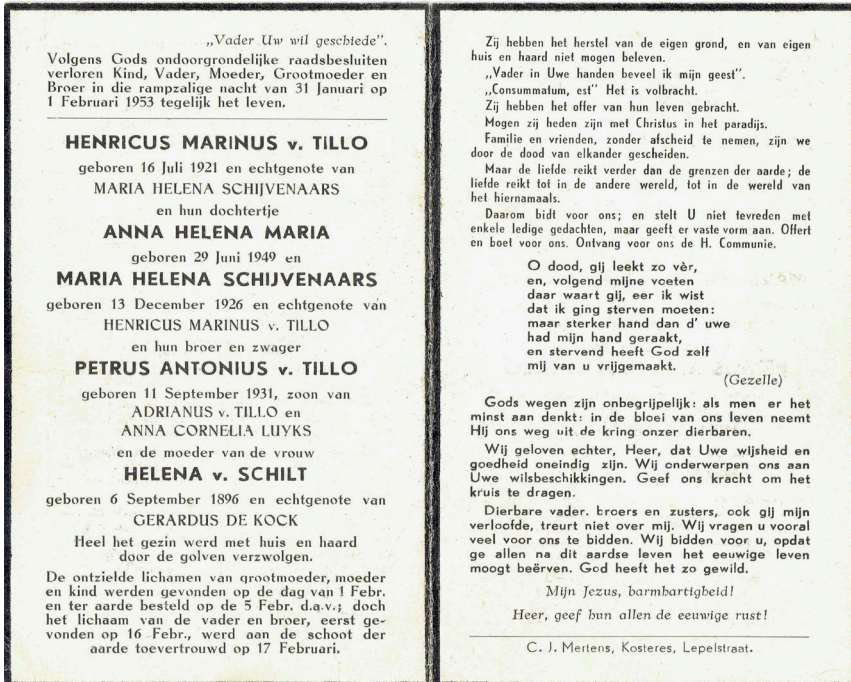 „Vader Uw wil geschiede".
Volgens Gods ondoorgrondelijke raadsbesluiten
verloren Kind, Vader, Moeder, Grootmoeder en
Broer in die rampzalige nacht van 31 Januari op
1 Februari 1953 tegelijk het leven.
HENRICUS MARINUS v. TILLO
geboren 16 Juli 1921 en echtgenote van
MARIA HELENA SCHIJVENAARS
en hun dochtertje
ANNA HELENA MARIA
geboren 29 Juni 1949 en
MARIA HELENA SCHIJVENAARS
geboren 13 December 1926 en echtgenote van
HENRICUS MARINUS v. TILLO
en hun broer en zwager
PETRUS ANTONIUS v. TILLO
geboren 11 September 1931, zoon van
ADRIANUS v. TILLO en
ANNA CORNELIA LUYKS
en de moeder van de vrouw
HELENA v. SCHILT
geboren 6 September 1896 en echtgenote van
GERARDUS DE KOCK
Heel het gezin werd met huis en haard
door de golven verzwolgen.
De ontzielde lichamen van grootmoeder, moeder
en kind werden gevonden op de dag van 1 Febr.
en ter aarde besteld op de 5 Febr. d.a.v.; doch
het lichaam van de vader en broer, eerst ge-
vonden op 16 Febr., werd aan de schoot der
aarde toevertrouwd op 17 Februari.
Zij hebben het herstel van de eigen grond, en van eigen
huis en haard niet mogen beleven.
„Vader in Uwe handen beveel ik mijn geest".
„Consummatum, est" Het is volbracht.
Zij hebben het offer van hun leven gebracht.
Mogen zij heden zijn met Christus in het paradijs.
Familie en vrienden, zonder afscheid te nemen, zijn we
door de dood van elkander gescheiden.
Maar de liefde reikt verder dan de grenzen der aarde; de
liefde reikt tot in de andere wereld, tot in de wereld van
het hiernamaals.
Daarom bidt voor ons; en stelt U niet tevreden met
enkele ledige gedachten, maar geeft er vaste vorm aan. Offert
en boet voor ons. Ontvang voor ons de H. Communie.
O dood, gij leekt zo vèr,
en, volgend mijne voeten
daar waart gij, eer ik wist
dat ik ging sterven moeten:
maar sterker hand dan d' uwe
had mijn hand geraakt,
en stervend heeft God zelf
mij van u vrijgemaakt.
(Gezelle)
Gods wegen zijn onbegrijpelijk: als men er het
minst aan denkt: in de bloei van ons leven neemt
Hij ons weg uit de kring onzer dierbaren.
Wij geloven echter, Heer, dat Uwe wijsheid en
goedheid oneindig zijn. Wij onderwerpen ons aan
Uwe wilsbeschikkingen. Geef ons kracht om het
kruis te dragen.
Dierbare vader. broers en zusters, ook gij mijn
verloofde, treurt niet over mij. Wij vragen u vooral
veel voor ons te bidden. Wij bidden voor u, opdat
ge allen na dit aardse leven het eeuwige leven
moogt beërven. God heeft het zo gewild.
Mijn Jezus, barmhartigheid!
Heer, geef hun allen de eeuwige rust!
C. J. Mertens, Kosteres, Lepelstraat.